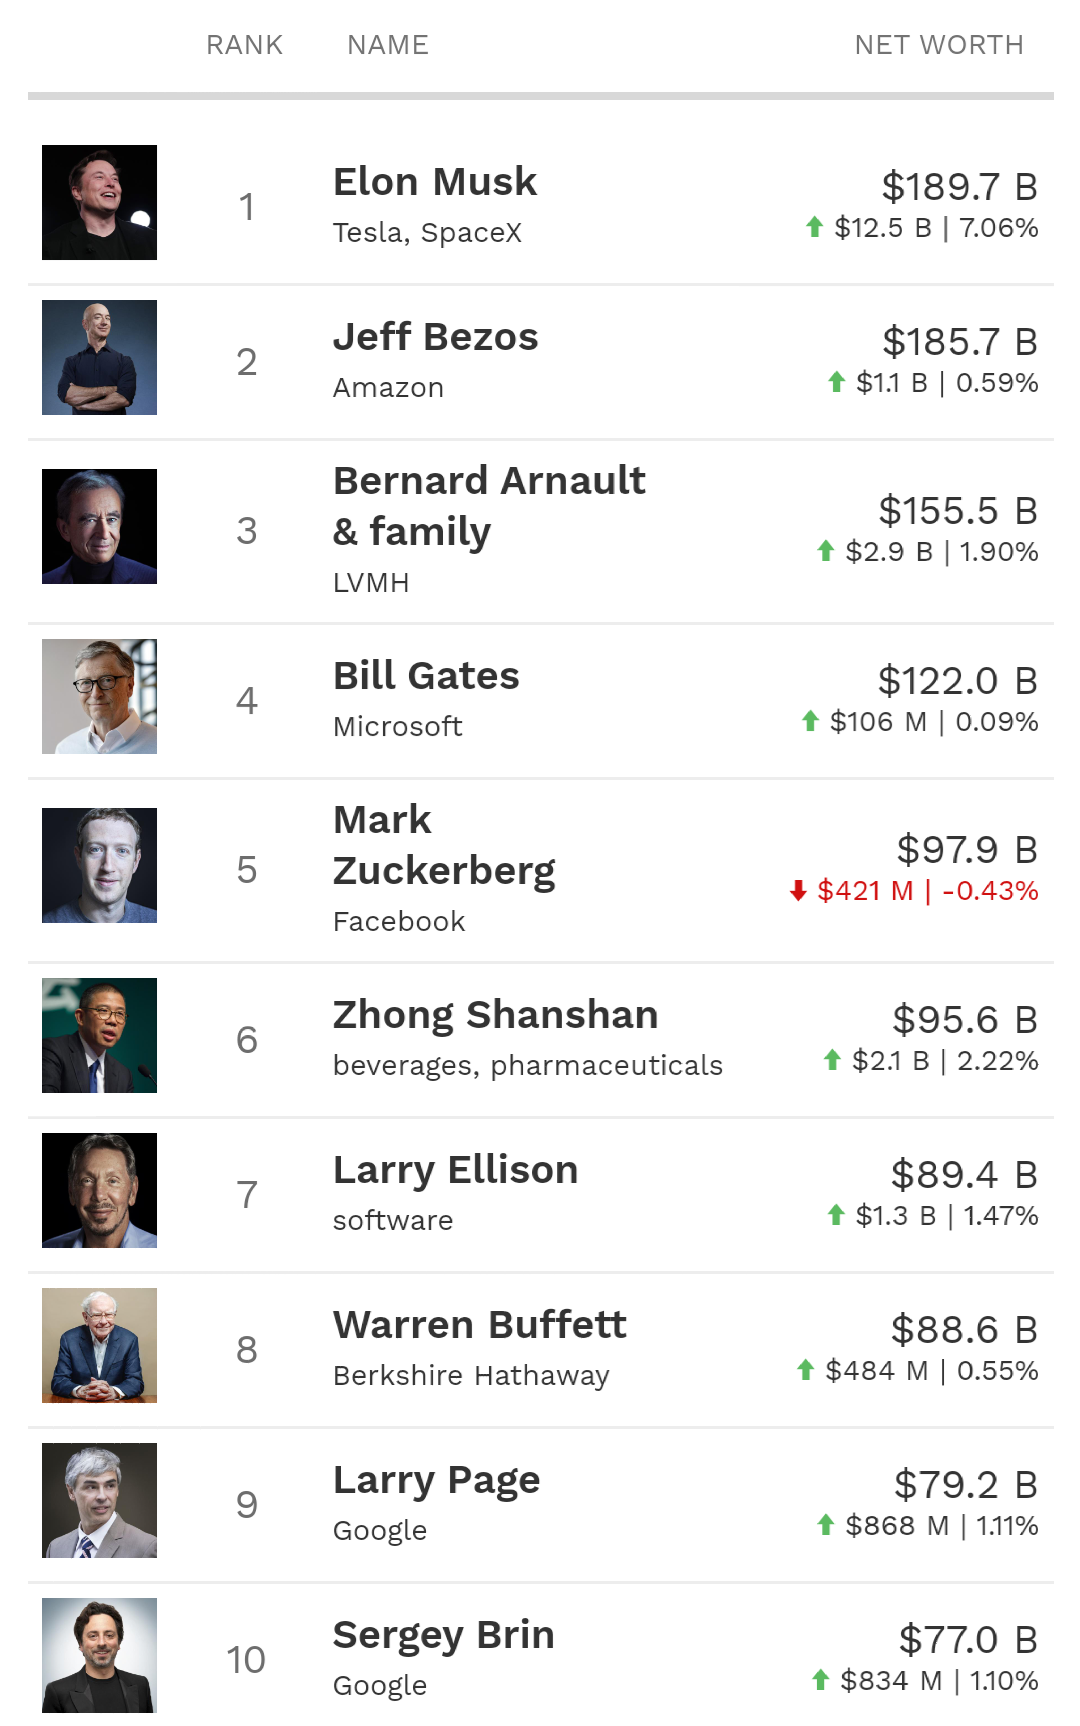 RANK NAME NET WORTH
1 Elon Musk $189.7 B
Tesla, SpaceX $12.5 B | 7.06%
2 Jeff Bezos $185.7 B
Amazon $1.1 B | 0.59%
3 Bernard Arnault $155.5 B
& family $2.9 B | 1.90%
LVMH
4 Bill Gates $122.0 B
Microsoft $106 M | 0.09%
5 Mark $97.9 B
Zuckerberg $421 M | -0.43%
Facebook
6 Zhong Shanshan $95.6 B
beverages, pharmaceuticals $2.1 B | 2.22%
7 Larry Ellison $89.4 B
software $1.3 B | 1.47%
8 Warren Buffett $88.6 B
Berkshire Hathaway $484 M | 0.55%
9 Larry Page $79.2 B
Google $868 M | 1.11%
10 Sergey Brin $77.0 B
Google $834 M | 1.10%